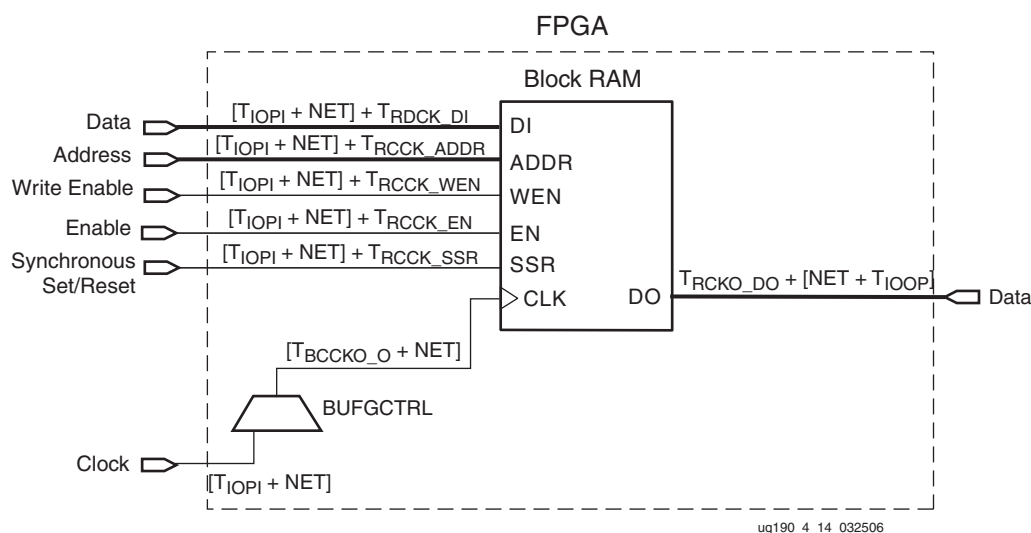 FPGA
Block RAM
Data
[TIOPI + NET] + TRDCK_DI
DI
Address
[TIOPI + NET] + TRCCK_ADDR
ADDR
Write Enable
[TIOPI + NET] + TRCCK_WEN
WEN
Enable
[TIOPI + NET] + TRCCK_EN
EN
Synchronous
Set/Reset
[TIOPI + NET] + TRCCK_SSR
SSR
CLK
DO
TRCKO_DO + [NET + TIOOP]
Data
[TBCCKO_O + NET]
BUFGCTRL
Clock
[TIOPI + NET]
ug190_4_14_032506